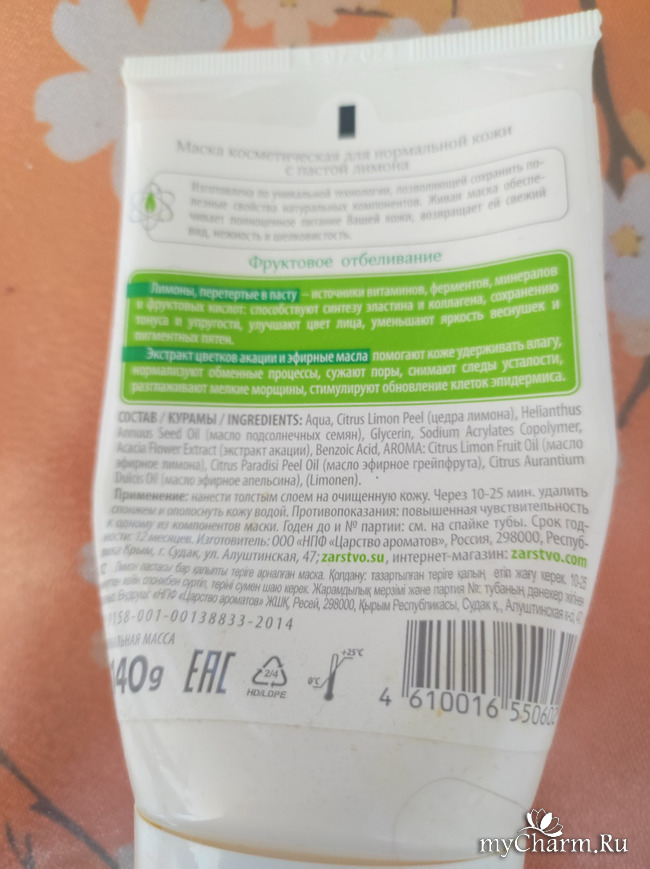 Маска косметическая для нормальной кожи
с пастой лимона
Изготовлена по уникальной технологии, позволяющей сохранить по-
лезные свойства натуральных компонентов. Живая маска обеспе-
чивает полноценное питание Вашей кожи, возвращает ей свежий
вид, нежность и шелковистость.
Фруктовое отбеливание
Лимоны, перетертые в пасту – источники витаминов, ферментов, минералов
и фруктовых кислот: способствуют синтезу эластина и коллагена, сохранению
тонуса и упругости, улучшают цвет лица, уменьшают яркость веснушек и
пигментных пятен.
Экстракт цветков акации и эфирные масла помогают коже удерживать влагу,
нормализуют обменные процессы, сужают поры, снимают следы усталости,
разглаживают мелкие морщины, стимулируют обновление клеток эпидермиса.
СОСТАВ / КУРАМЫ / INGREDIENTS: Aqua, Citrus Limon Peel (цедра лимона), Helianthus
Annuus Seed Oil (масло подсолнечных семян), Glycerin, Sodium Acrylates Copolymer,
Acacia Flower Extract (экстракт акации), Benzoic Acid, AROMA: Citrus Limon Fruit Oil (масло
эфирное лимона), Citrus Paradisi Peel Oil (масло эфирное грейпфрута), Citrus Aurantium
Dulcis Oil (масло эфирное апельсина), (Limonen).
Применение: нанести толстым слоем на очищенную кожу. Через 10-25 мин. удалить
спонжем и ополоснуть кожу водой. Противопоказания: повышенная чувствительность
к одному из компонентов маски. Годен до и № партии: см. на спайке тубы. Срок год-
ности: 12 месяцев. Изготовитель: ООО «НПФ «Царство ароматов», Россия, 298000, Респуб-
лика Крым, г. Судак, ул. Алуштинская, 47; zarstvo.su, интернет-магазин: zarstvo.com
Лимон пастасы бар қалыпты теріге арналған маска. Қолдану: тазартылған теріге қалың етіп жағу керек. 10-25
кейін спонжбен сүртіп, теріні сумен шаю керек. Жарамдылық мерзімі және партия №: тубаның дәнекер жігінен
«НПФ «Царство ароматов» ЖШҚ, Ресей, 298000, Қырым Республикасы, Судак қ., Алуштинская к-о, 47
9158-001-00138833-2014
ЛЬНАЯ МАССА
140g
EAC
2/4
HD/LDPE
0°C
+25°C
4 610016 55060
myCharm.Ru